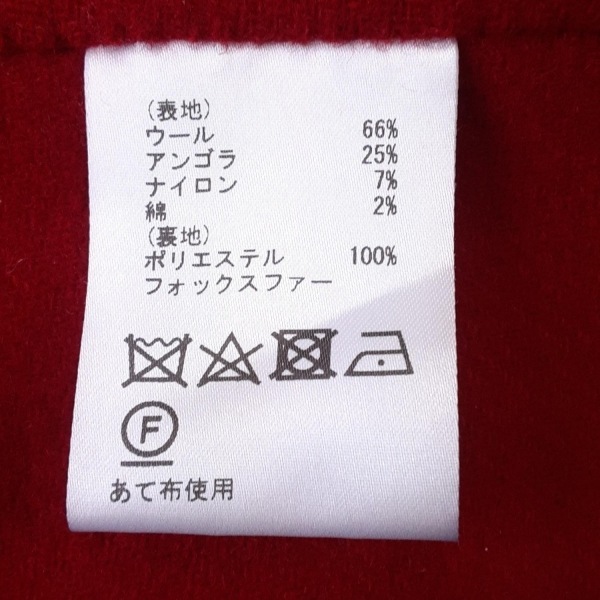 (表地)
ウール 66%
アンゴラ 25%
ナイロン 7%
綿 2%
(裏地)
ポリエステル 100%
フォックスファー
F
あて布使用